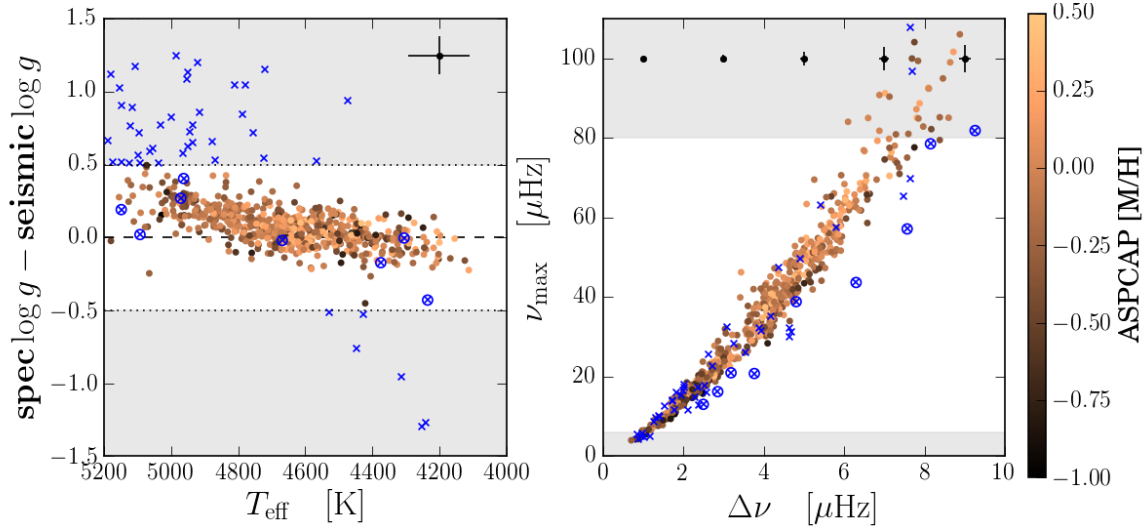 1.5
1.0
0.5
0.0
−0.5
−1.0
−1.5
spec log g − seismic log g
5200 5000 4800 4600 4400 4200 4000
T_eff [K]
100
80
60
40
20
0
ν_max [μHz]
0 2 4 6 8 10
Δν [μHz]
0.50
0.25
0.00
−0.25
−0.50
−0.75
−1.00
ASPCAP [M/H]